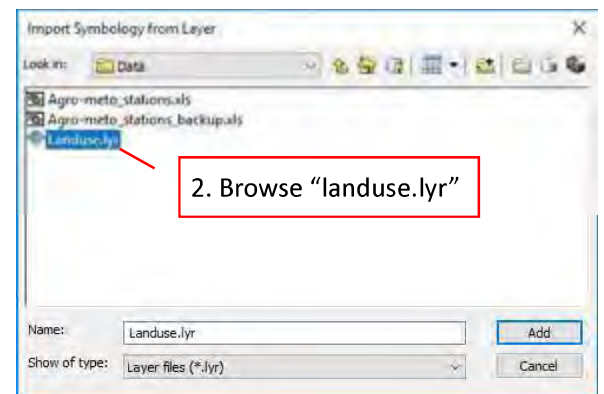 Import Symbology from Layer
Look in: Data
Agro-meto_stations.xls
Agro-meto_stations_backup.xls
Landuse.lyr
2. Browse “landuse.lyr”
Name: Landuse.lyr Add
Show of type: Layer files (*.lyr) Cancel